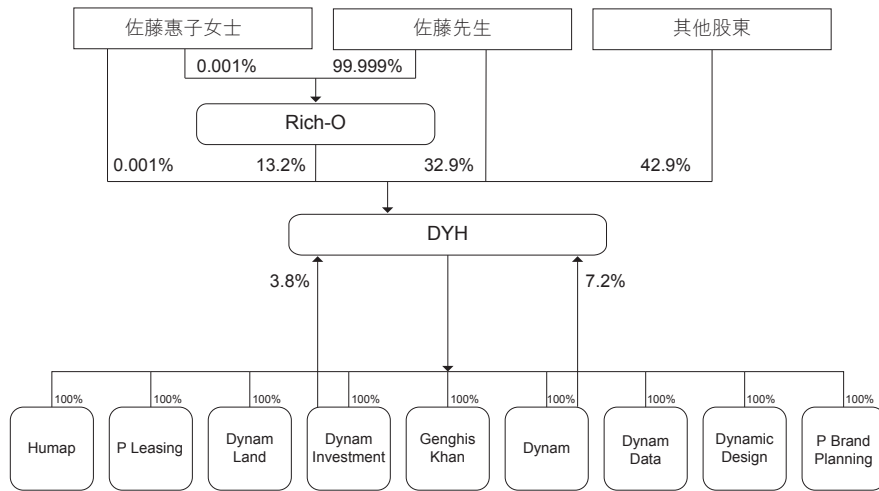 佐藤惠子女士
佐藤先生
其他股東
0.001%
99.999%
Rich-O
0.001%
13.2%
32.9%
42.9%
DYH
3.8%
7.2%
100%
100%
100%
100%
100%
100%
100%
100%
100%
Humap
P Leasing
Dynam
Land
Dynam
Investment
Genghis
Khan
Dynam
Dynam
Data
Dynamic
Design
P Brand
Planning